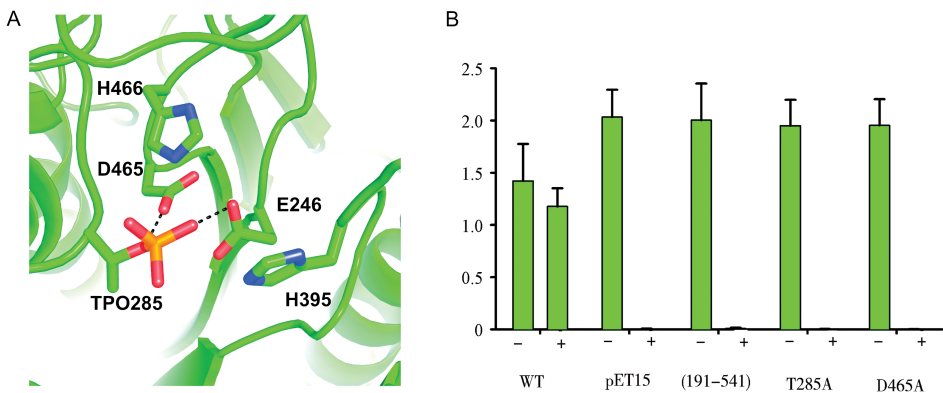 A
H466
D465
E246
TPO285
H395
B
2.5
2.0
1.5
1.0
0.5
0
− + − + − + − + − +
WT pET15 (191−541) T285A D465A